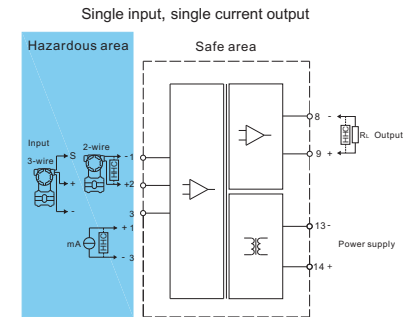 Single input, single current output
Hazardous area
Safe area
8 -
RL Output
9 +
Input
2-wire
3-wire
S
- 1
+
+2
-
3
+ 1
mA
- 3
13 -
Power supply
14 +